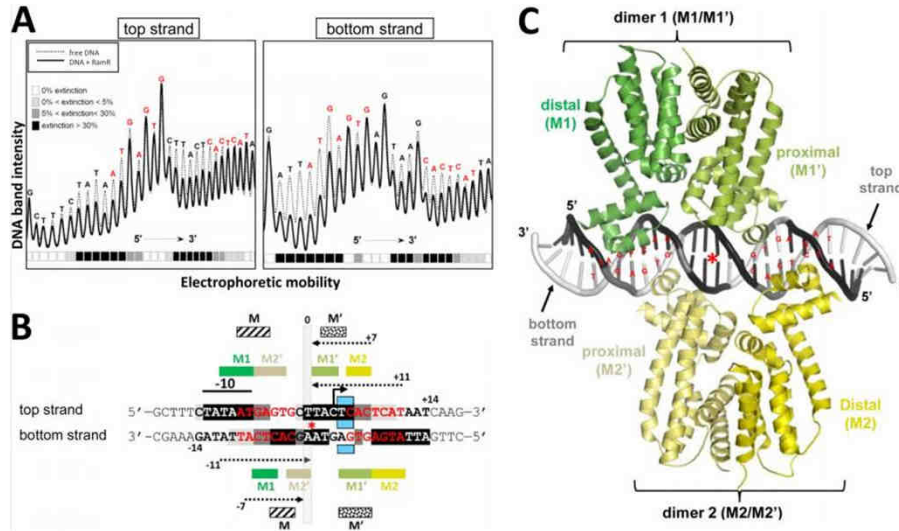 A
top strand
bottom strand
free DNA
DNA + RamR
0% extinction
0% < extinction < 5%
5% < extinction < 30%
extinction > 30%
DNA band intensity
G C T T C T A T A A T G A G T G C T T A C T C A C T C A T A
5' 3'
5' 3'
Electrophoretic mobility
B
M
0
M'
+7
M1
M2'
M1'
M2
-10
+11
+14
top strand
5'-GCTTTCTATAATGAGTGCTTACTCACTCATAATCAAG-3'
bottom strand
3'-CGAAAGATATTACTCACGAATGAGTGAGTATTAGTTC-5'
-14
*
-11
M1
M2'
M1'
M2
-7
M
M'
C
dimer 1 (M1/M1')
distal
(M1)
proximal
(M1')
top
strand
5'
3'
*
5'
bottom
strand
proximal
(M2')
Distal
(M2)
dimer 2 (M2/M2')